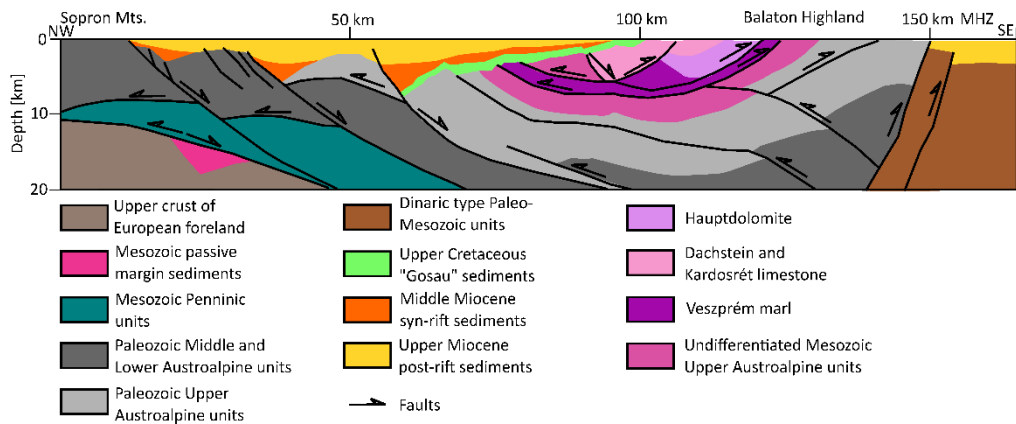 Sopron Mts.
50 km
100 km
Balaton Highland
150 km MHZ
NW
SE
0
10
20
Depth [km]
Upper crust of
European foreland
Mesozoic passive
margin sediments
Mesozoic Penninic
units
Paleozoic Middle and
Lower Austroalpine units
Paleozoic Upper
Austroalpine units
Dinaric type Paleo-
Mesozoic units
Upper Cretaceous
"Gosau" sediments
Middle Miocene
syn-rift sediments
Upper Miocene
post-rift sediments
Faults
Hauptdolomite
Dachstein and
Kardosrét limestone
Veszprém marl
Undifferentiated Mesozoic
Upper Austroalpine units